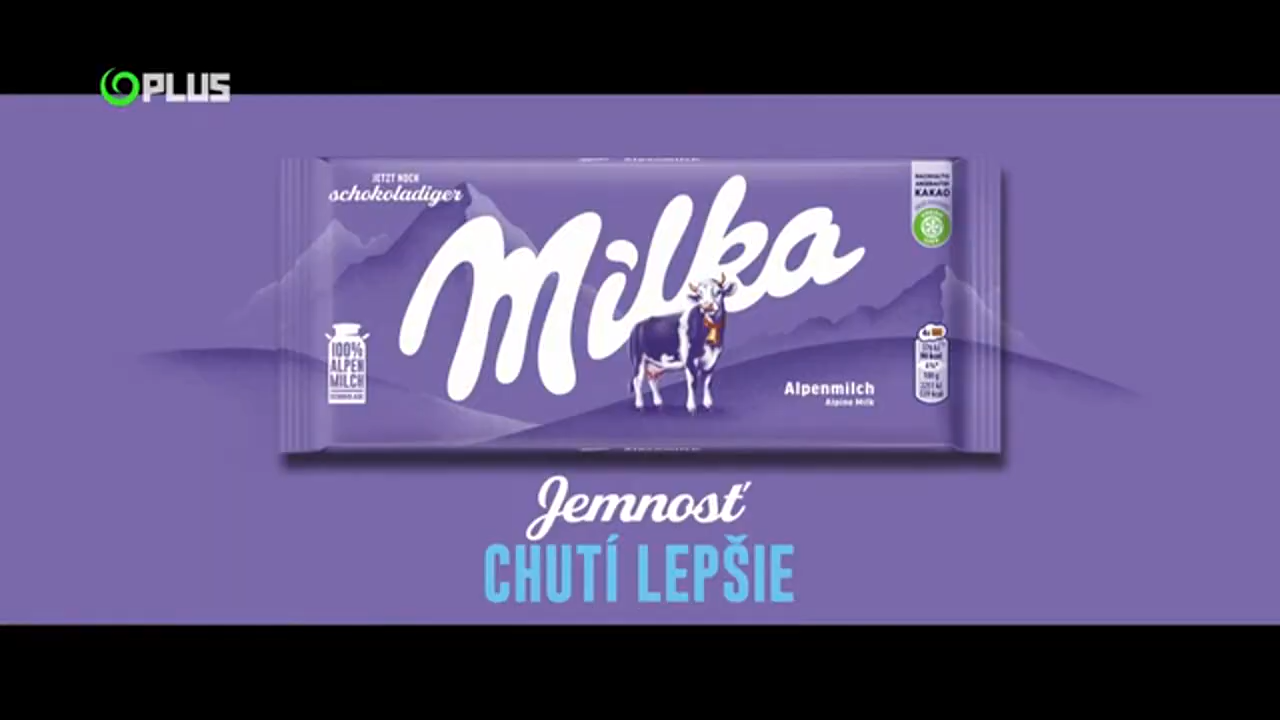 PLUS
JETZT NOCH
schokoladiger
Milka
KAKAO
100%
ALPEN
MILCH
Alpenmilch
Alpine Milk
Jemnosť
CHUTÍ LEPŠIE